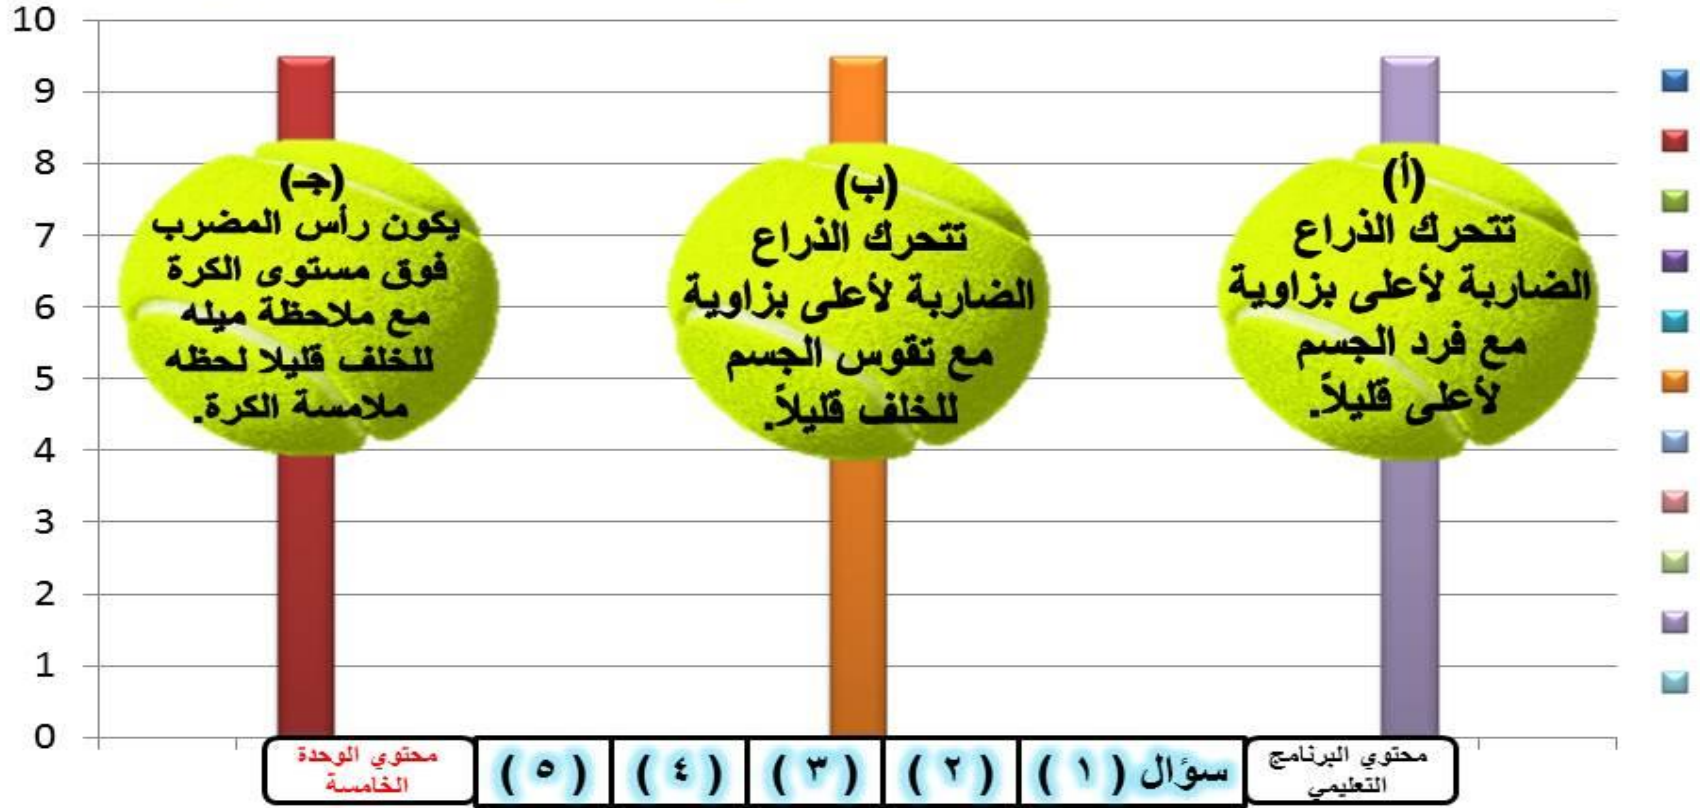 10
9
8
7
6
5
4
3
2
1
0
(أ)
تتحرك الذراع
الضاربة لأعلى بزاوية
مع فرد الجسم
لأعلى قليلاً.
(ب)
تتحرك الذراع
الضاربة لأعلى بزاوية
مع تقوس الجسم
للخلف قليلاً.
(جـ)
يكون رأس المضرب
فوق مستوى الكرة
مع ملاحظة ميله
للخلف قليلا لحظه
ملامسة الكرة.
محتوي البرنامج
التعليمي
سؤال ( ١ )
( ٢ )
( ٣ )
( ٤ )
( ٥ )
محتوي الوحدة
الخامسة